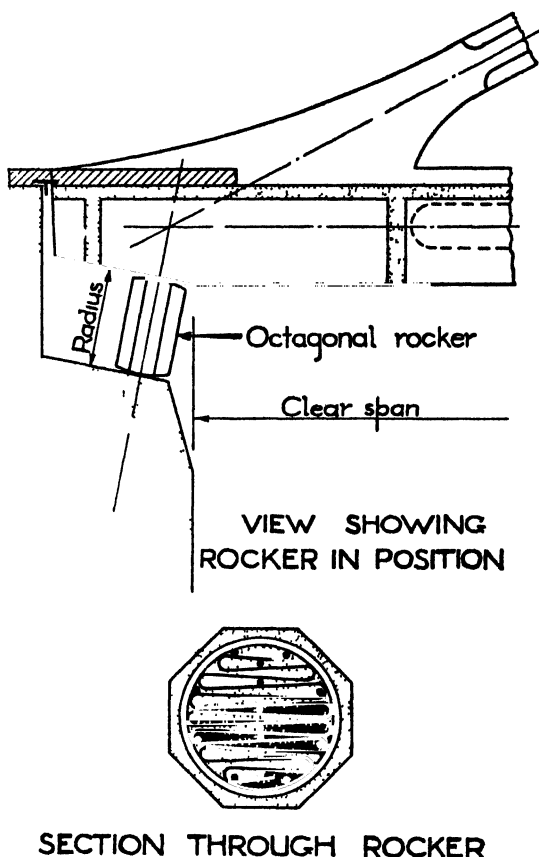 Radius
Octagonal rocker
Clear span
VIEW SHOWING
ROCKER IN POSITION
SECTION THROUGH ROCKER